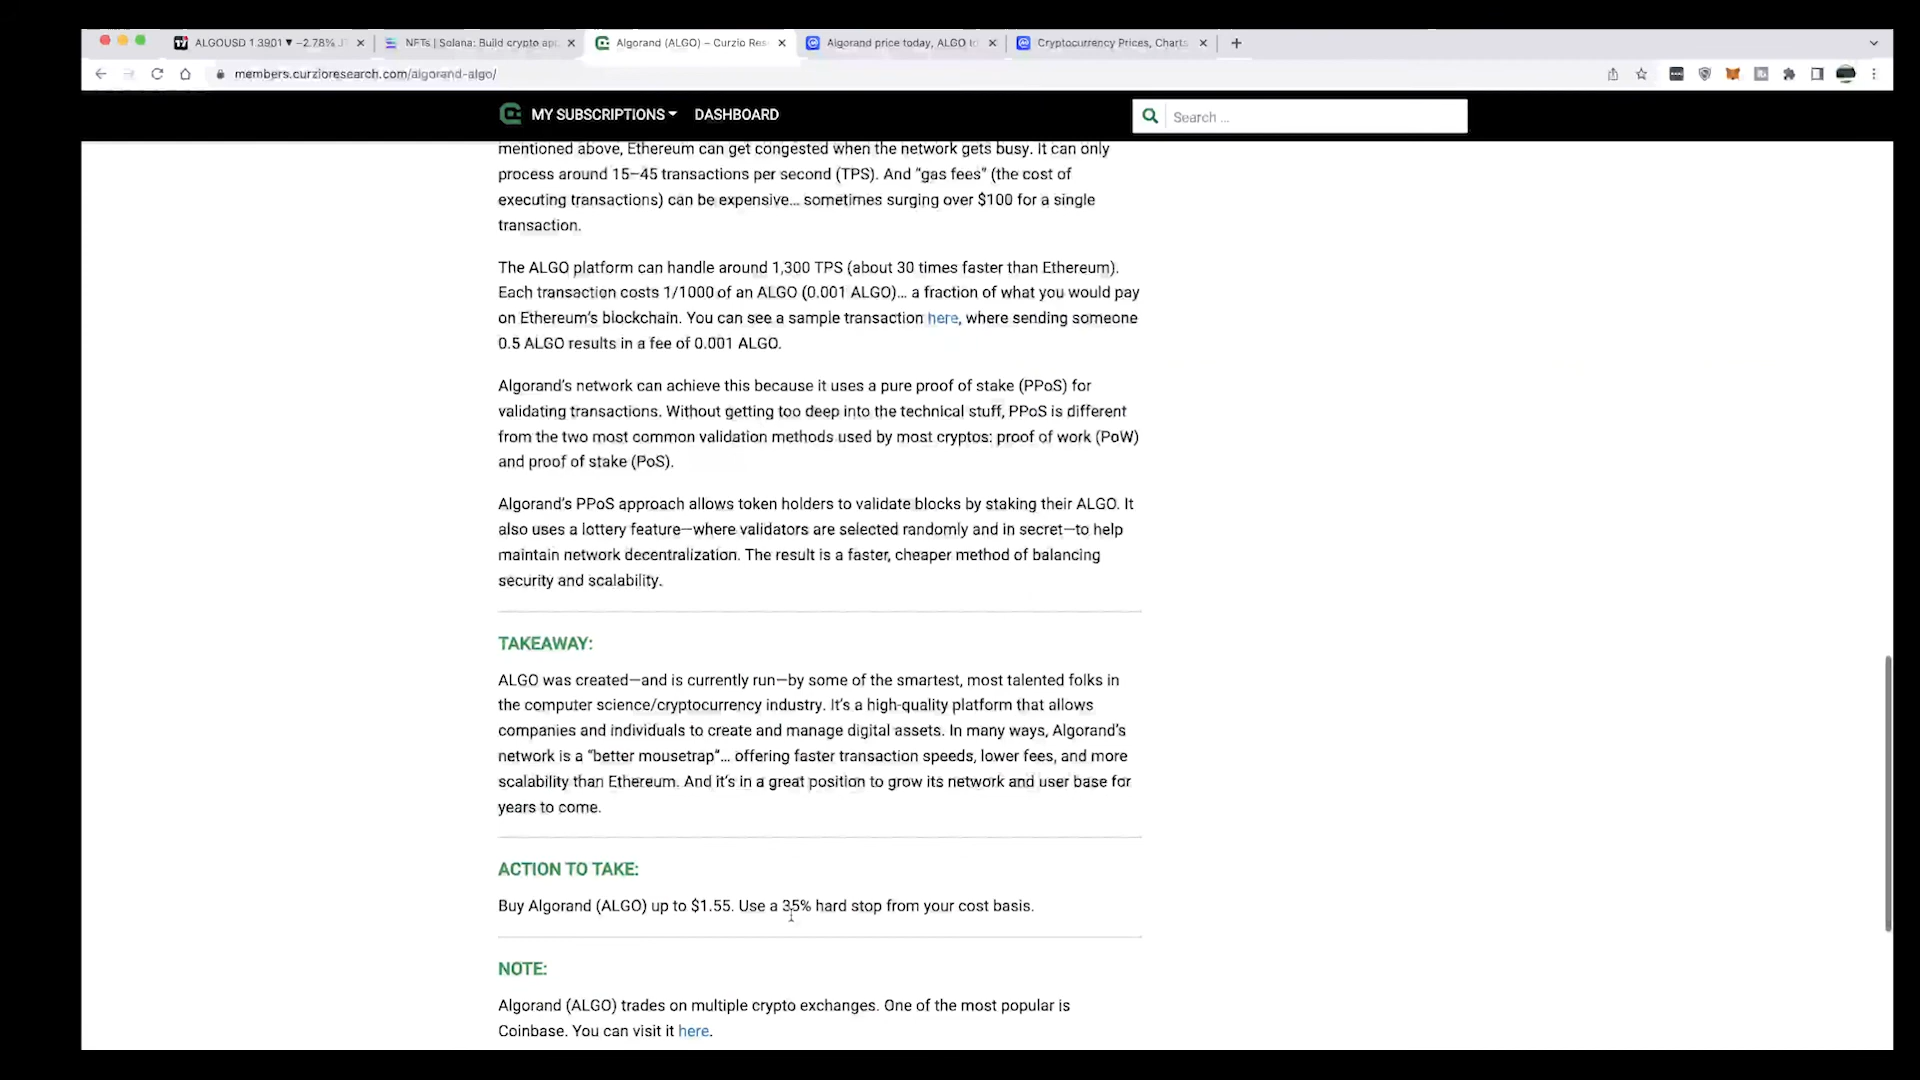 ALGOUSD 1.3901 ▼ −2.78%
NFTs | Solana: Build crypto ap
Algorand (ALGO) – Curzio Res
Algorand price today, ALGO to
Cryptocurrency Prices, Charts
members.curzioresearch.com/algorand-algo/
MY SUBSCRIPTIONS DASHBOARD Search ...
mentioned above, Ethereum can get congested when the network gets busy. It can only
process around 15–45 transactions per second (TPS). And “gas fees” (the cost of
executing transactions) can be expensive… sometimes surging over $100 for a single
transaction.
The ALGO platform can handle around 1,300 TPS (about 30 times faster than Ethereum).
Each transaction costs 1/1000 of an ALGO (0.001 ALGO)… a fraction of what you would pay
on Ethereum’s blockchain. You can see a sample transaction here, where sending someone
0.5 ALGO results in a fee of 0.001 ALGO.
Algorand’s network can achieve this because it uses a pure proof of stake (PPoS) for
validating transactions. Without getting too deep into the technical stuff, PPoS is different
from the two most common validation methods used by most cryptos: proof of work (PoW)
and proof of stake (PoS).
Algorand’s PPoS approach allows token holders to validate blocks by staking their ALGO. It
also uses a lottery feature—where validators are selected randomly and in secret—to help
maintain network decentralization. The result is a faster, cheaper method of balancing
security and scalability.
TAKEAWAY:
ALGO was created—and is currently run—by some of the smartest, most talented folks in
the computer science/cryptocurrency industry. It’s a high-quality platform that allows
companies and individuals to create and manage digital assets. In many ways, Algorand’s
network is a “better mousetrap”… offering faster transaction speeds, lower fees, and more
scalability than Ethereum. And it’s in a great position to grow its network and user base for
years to come.
ACTION TO TAKE:
Buy Algorand (ALGO) up to $1.55. Use a 35% hard stop from your cost basis.
NOTE:
Algorand (ALGO) trades on multiple crypto exchanges. One of the most popular is
Coinbase. You can visit it here.